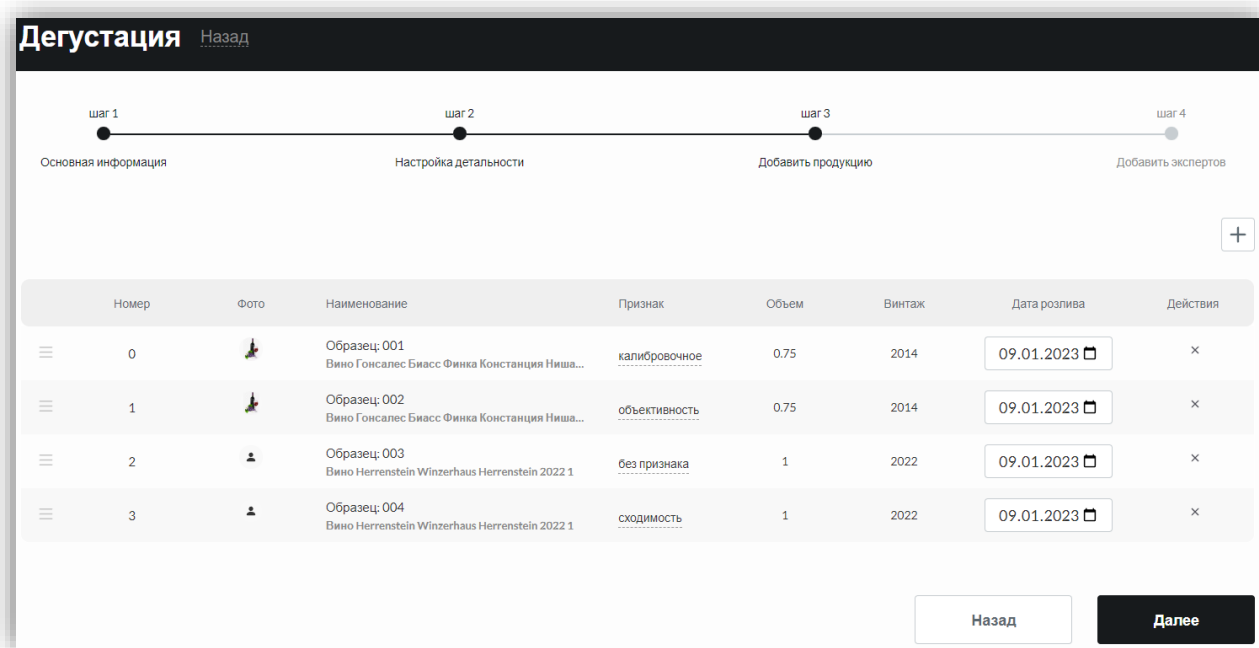 Дегустация Назад
шаг 1 шаг 2 шаг 3 шаг 4
Основная информация Настройка детальности Добавить продукцию Добавить экспертов
+
Номер Фото Наименование Признак Объем Винтаж Дата розлива Действия
Образец: 001
0 калибровочное 0.75 2014 09.01.2023 ×
Вино Гонсалес Биасс Финка Констанция Ниша...
Образец: 002
1 объективность 0.75 2014 09.01.2023 ×
Вино Гонсалес Биасс Финка Констанция Ниша...
Образец: 003
2 без признака 1 2022 09.01.2023 ×
Вино Herrenstein Winzerhaus Herrenstein 2022 1
Образец: 004
3 сходимость 1 2022 09.01.2023 ×
Вино Herrenstein Winzerhaus Herrenstein 2022 1
Назад Далее